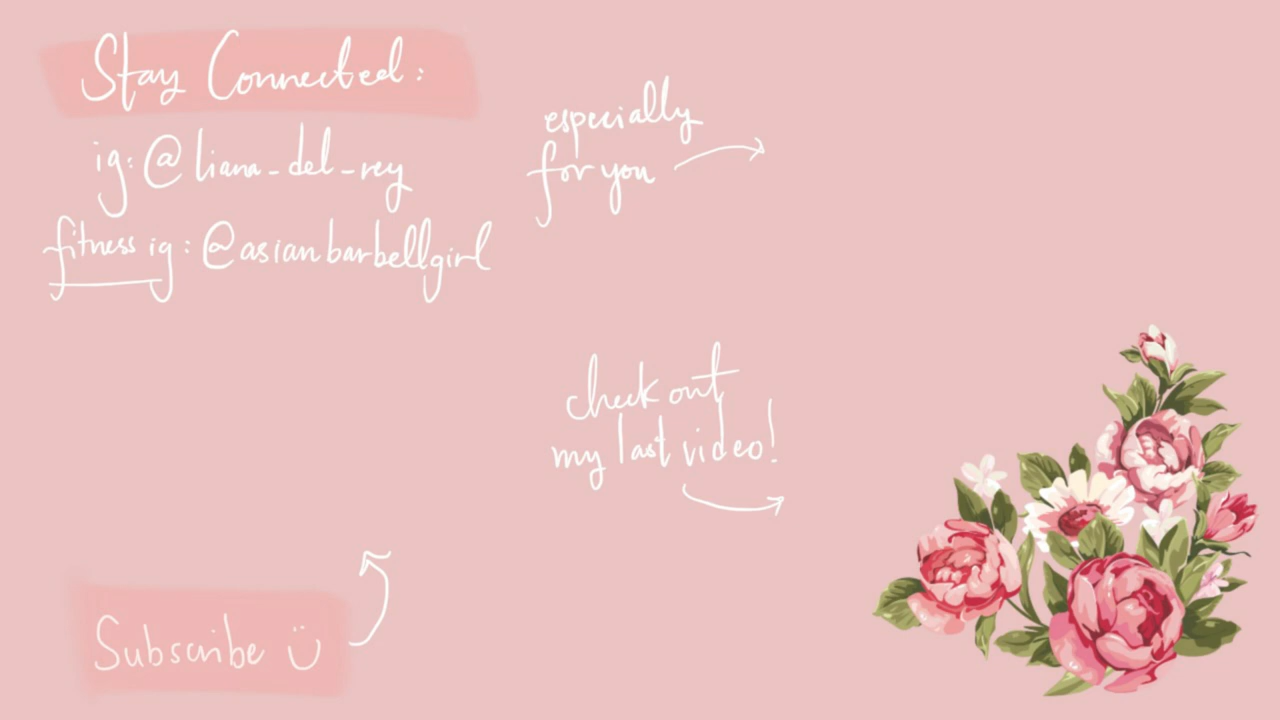 Stay Connected:
ig: @liana_del_rey
fitness ig: @asianbarbellgirl
especially
for you
check out
my last video!
Subscribe ü